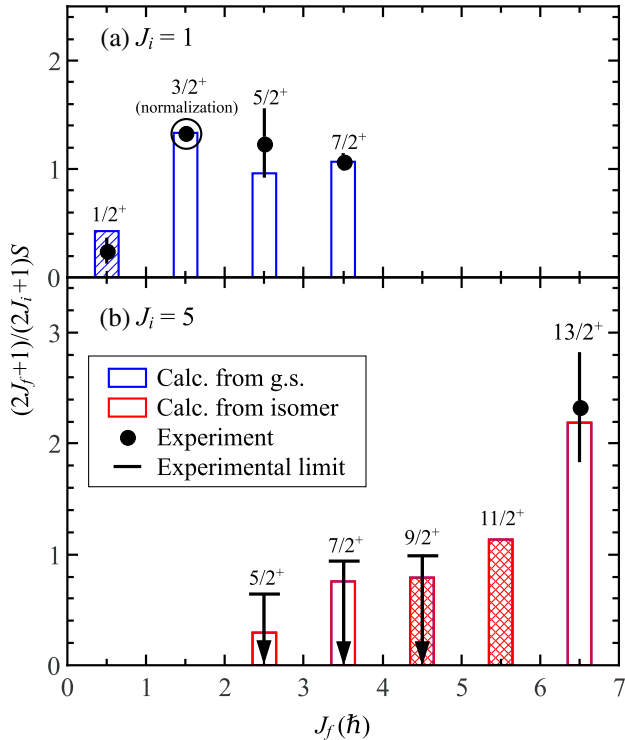 (a) J_i = 1
3/2⁺
(normalization)
5/2⁺
7/2⁺
1/2⁺
2
1
0
(2J_f+1)/(2J_i+1)S
(b) J_i = 5
13/2⁺
Calc. from g.s.
Calc. from isomer
Experiment
Experimental limit
11/2⁺
9/2⁺
7/2⁺
5/2⁺
3
2
1
0
0 1 2 3 4 5 6 7
J_f (ħ)